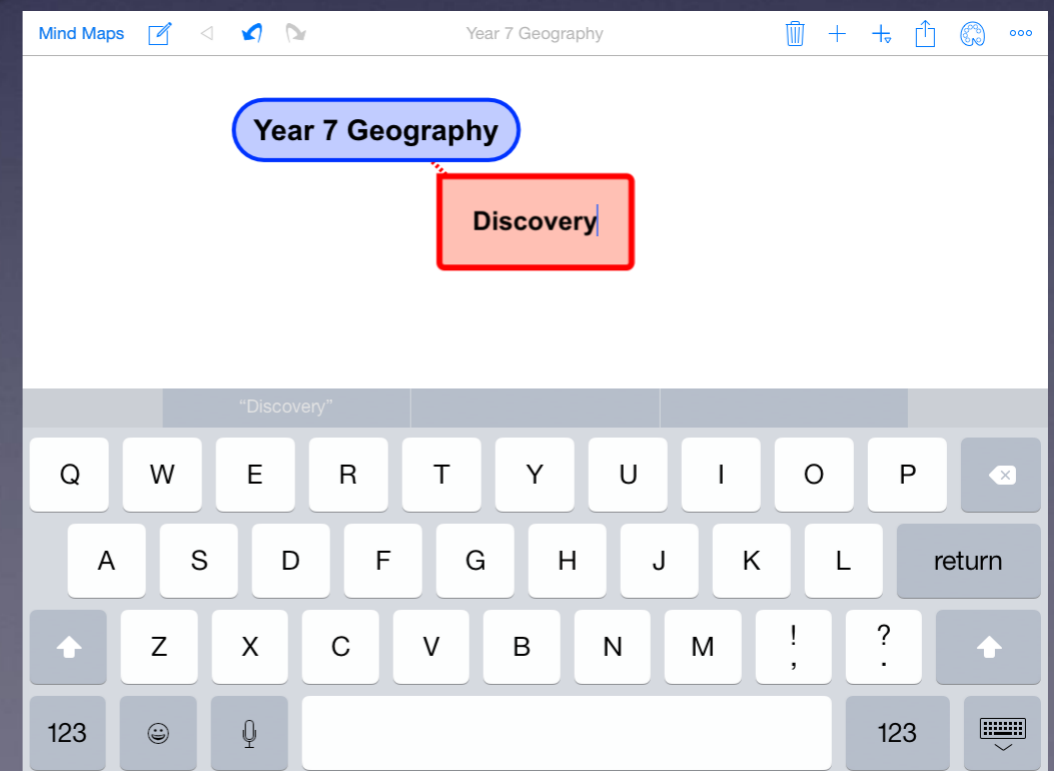 Mind Maps
Year 7 Geography
Year 7 Geography
Discovery
“Discovery”
Q W E R T Y U I O P
A S D F G H J K L return
Z X C V B N M ! , ? .
123 123